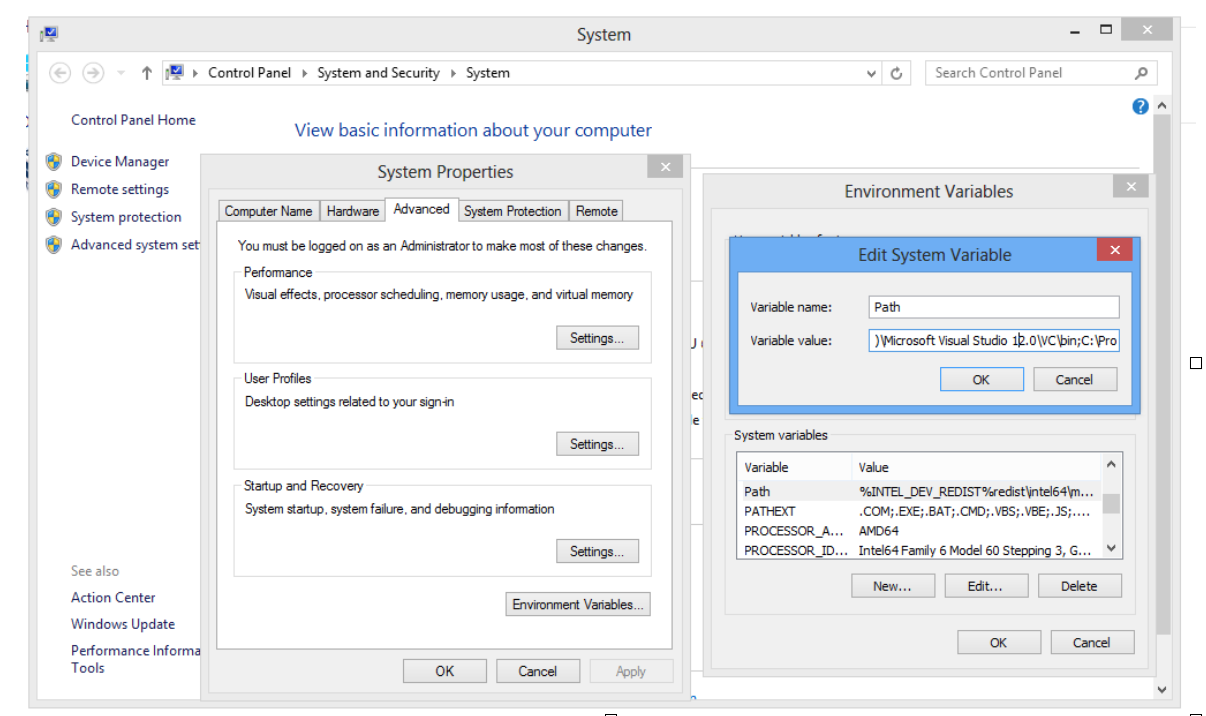 System
Control Panel System and Security System
Search Control Panel
Control Panel Home
View basic information about your computer
Device Manager
Remote settings
System protection
Advanced system set
See also
Action Center
Windows Update
Performance Informa
Tools
System Properties
Computer Name Hardware Advanced System Protection Remote
You must be logged on as an Administrator to make most of these changes.
Performance
Visual effects, processor scheduling, memory usage, and virtual memory
Settings...
User Profiles
Desktop settings related to your sign-in
Settings...
Startup and Recovery
System startup, system failure, and debugging information
Settings...
Environment Variables...
OK Cancel Apply
Environment Variables
Edit System Variable
Variable name: Path
Variable value: )\Microsoft Visual Studio 12.0\VC\bin;C:\Pro
OK Cancel
System variables
Variable Value
Path %INTEL_DEV_REDIST%redist\intel64\m...
PATHEXT .COM;.EXE;.BAT;.CMD;.VBS;.VBE;.JS;....
PROCESSOR_A... AMD64
PROCESSOR_ID... Intel64 Family 6 Model 60 Stepping 3, G...
New... Edit... Delete
OK Cancel